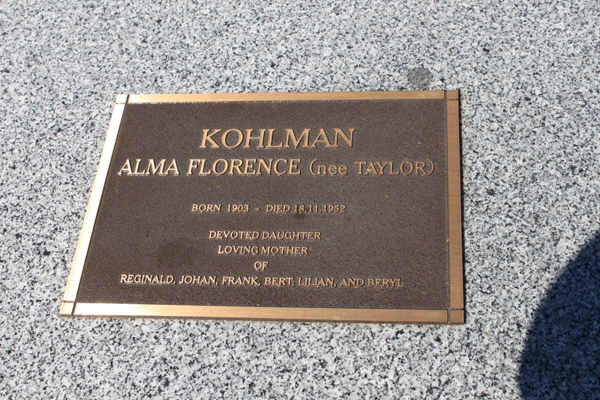 KOHLMAN
ALMA FLORENCE (nee TAYLOR)
BORN 1903 - DIED 18.11.1952
DEVOTED DAUGHTER
LOVING MOTHER
OF
REGINALD, JOHAN, FRANK, BERT, LILIAN, AND BERYL